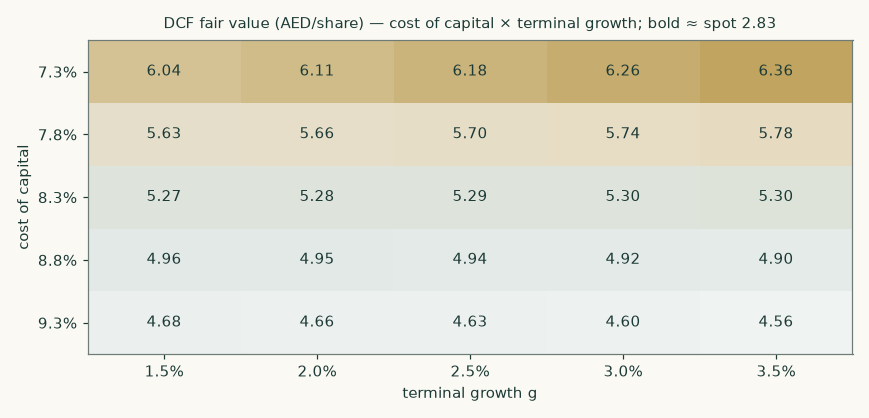 DCF fair value (AED/share) — cost of capital × terminal growth; bold ≈ spot 2.83
cost of capital
7.3% 6.04 6.11 6.18 6.26 6.36
7.8% 5.63 5.66 5.70 5.74 5.78
8.3% 5.27 5.28 5.29 5.30 5.30
8.8% 4.96 4.95 4.94 4.92 4.90
9.3% 4.68 4.66 4.63 4.60 4.56
1.5% 2.0% 2.5% 3.0% 3.5%
terminal growth g